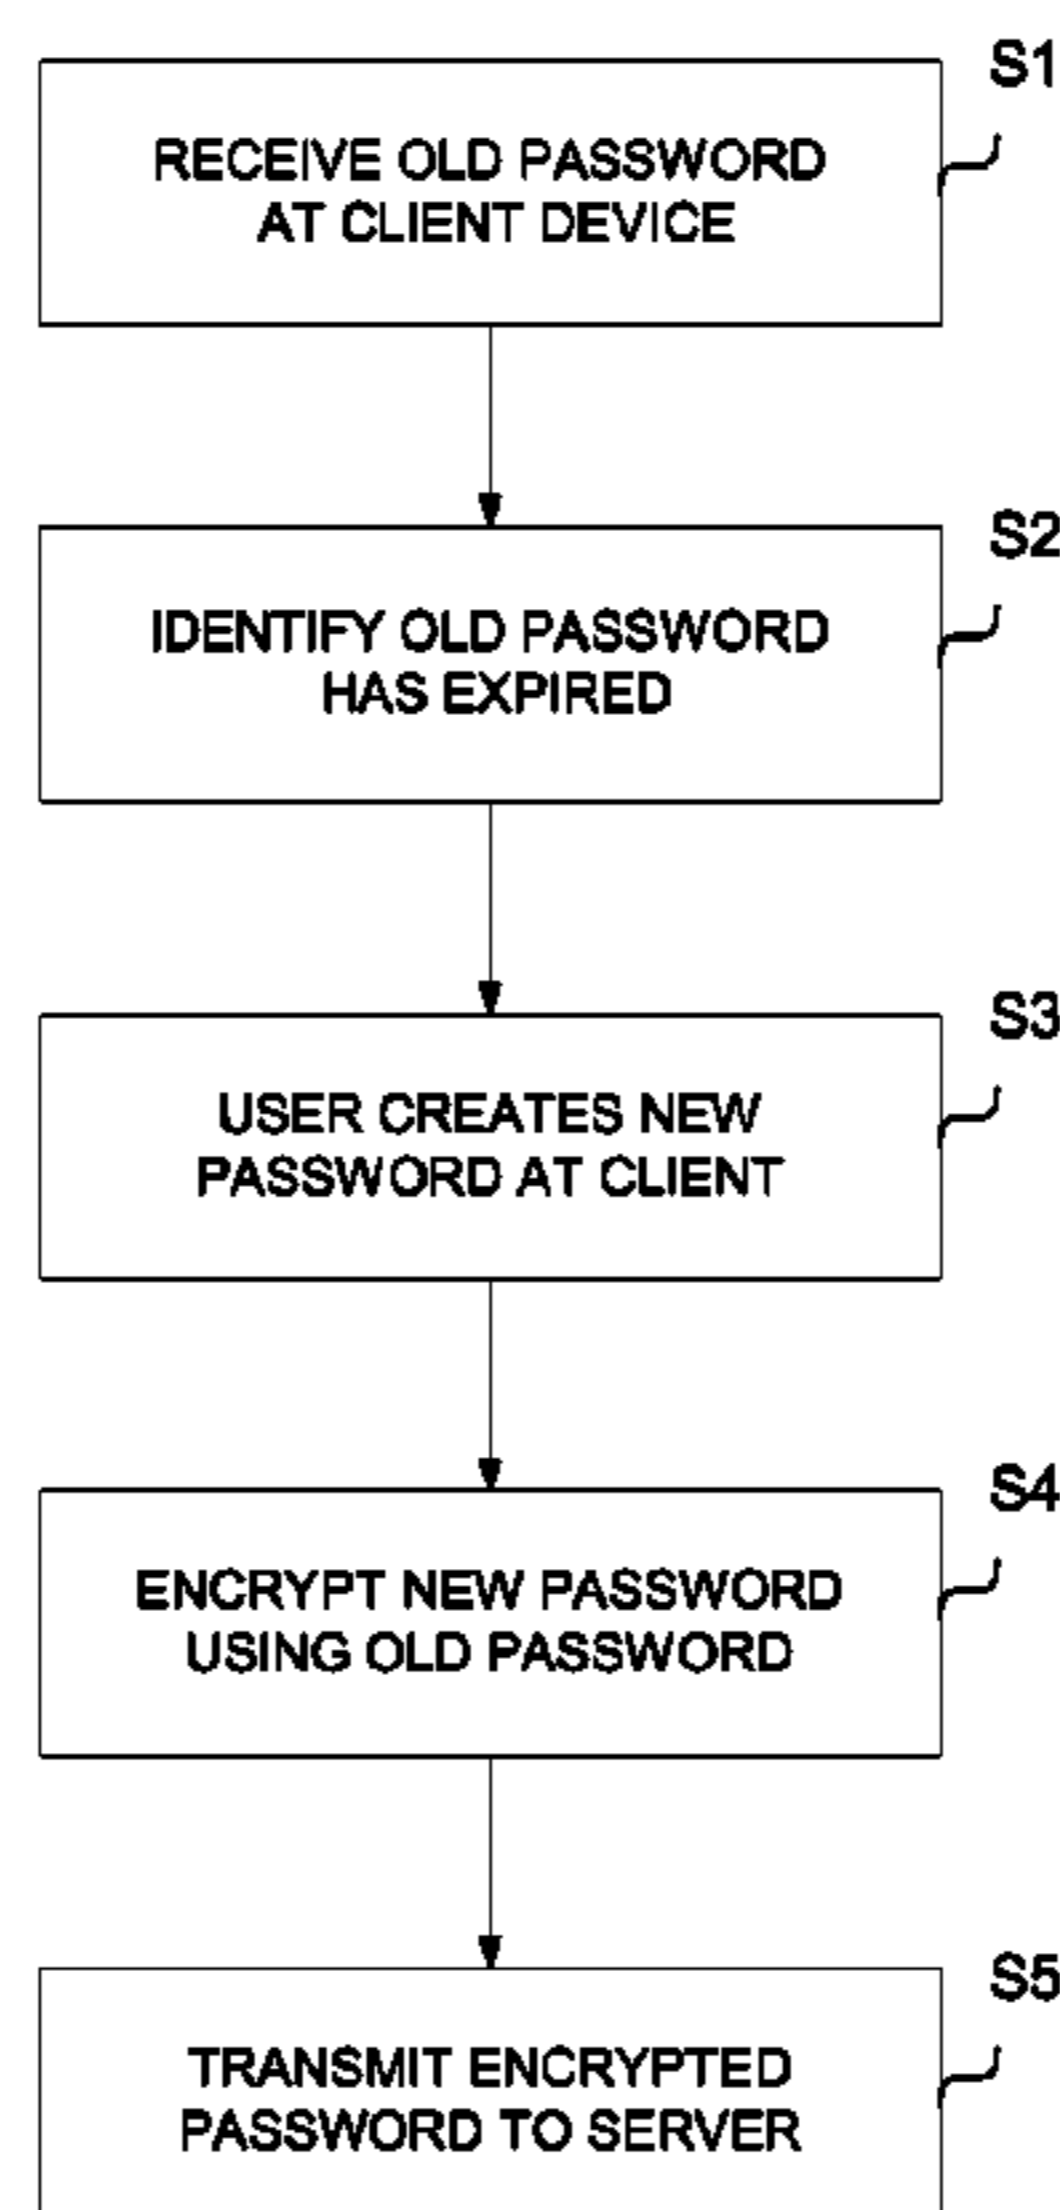 S1
RECEIVE OLD PASSWORD
AT CLIENT DEVICE
S2
IDENTIFY OLD PASSWORD
HAS EXPIRED
S3
USER CREATES NEW
PASSWORD AT CLIENT
S4
ENCRYPT NEW PASSWORD
USING OLD PASSWORD
S5
TRANSMIT ENCRYPTED
PASSWORD TO SERVER